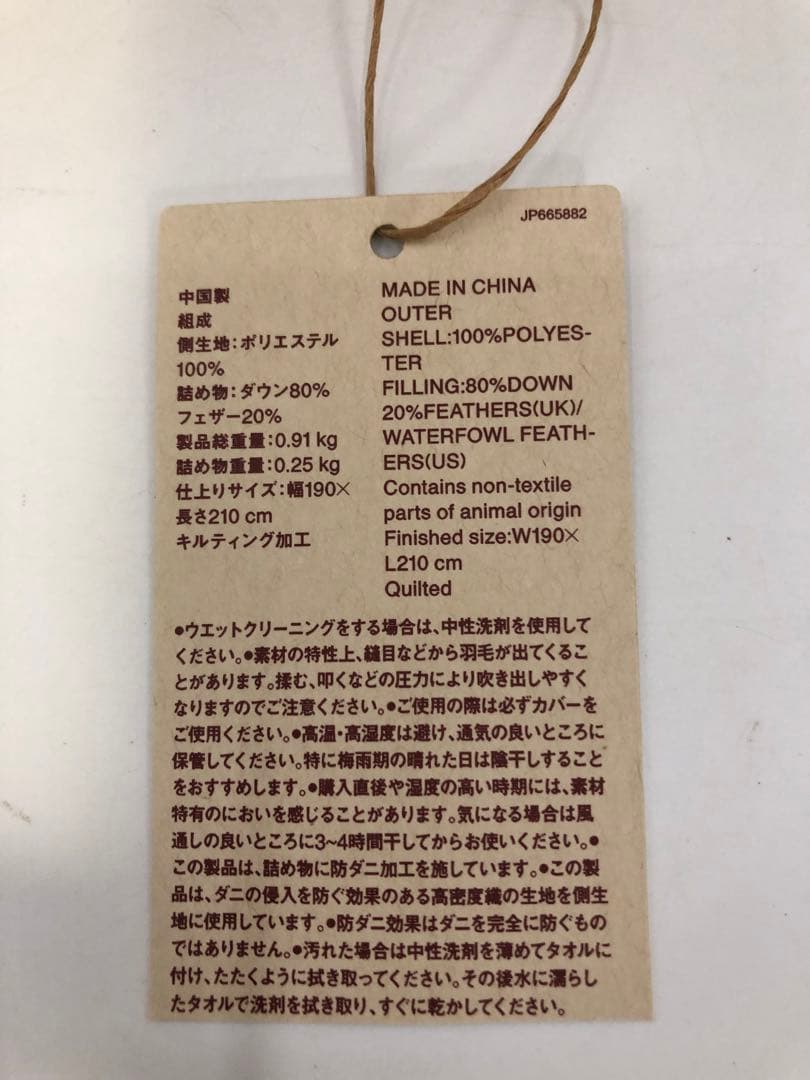 JP665882
中国製
組成
側生地:ポリエステル
100%
詰め物:ダウン80%
フェザー20%
製品総重量:0.91 kg
詰め物重量:0.25 kg
仕上りサイズ:幅190×
長さ210 cm
キルティング加工
MADE IN CHINA
OUTER
SHELL:100%POLYES-
TER
FILLING:80%DOWN
20%FEATHERS(UK)/
WATERFOWL FEATH-
ERS(US)
Contains non-textile
parts of animal origin
Finished size:W190×
L210 cm
Quilted
●ウエットクリーニングをする場合は、中性洗剤を使用して
ください。●素材の特性上、縫目などから羽毛が出てくるこ
とがあります。揉む、叩くなどの圧力により吹き出しやすく
なりますのでご注意ください。●ご使用の際は必ずカバーを
ご使用ください。●高温・高湿度は避け、通気の良いところに
保管してください。特に梅雨期の晴れた日は陰干しすること
をおすすめします。●購入直後や湿度の高い時期には、素材
特有のにおいを感じることがあります。気になる場合は風
通しの良いところに3~4時間干してからお使いください。●
この製品は、詰め物に防ダニ加工を施しています。●この製
品は、ダニの侵入を防ぐ効果のある高密度織の生地を側生
地に使用しています。●防ダニ効果はダニを完全に防ぐもの
ではありません。●汚れた場合は中性洗剤を薄めてタオルに
付け、たたくように拭き取ってください。その後水に濡らし
たタオルで洗剤を拭き取り、すぐに乾かしてください。